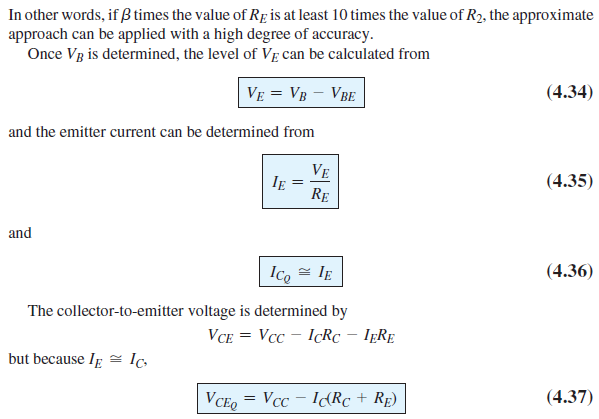 In other words, if β times the value of R_E is at least 10 times the value of R_2, the approximate
approach can be applied with a high degree of accuracy.
Once V_B is determined, the level of V_E can be calculated from
V_E = V_B − V_BE (4.34)
and the emitter current can be determined from
I_E = V_E / R_E (4.35)
and
I_CQ ≅ I_E (4.36)
The collector-to-emitter voltage is determined by
V_CE = V_CC − I_C R_C − I_E R_E
but because I_E ≅ I_C,
V_CEQ = V_CC − I_C(R_C + R_E) (4.37)